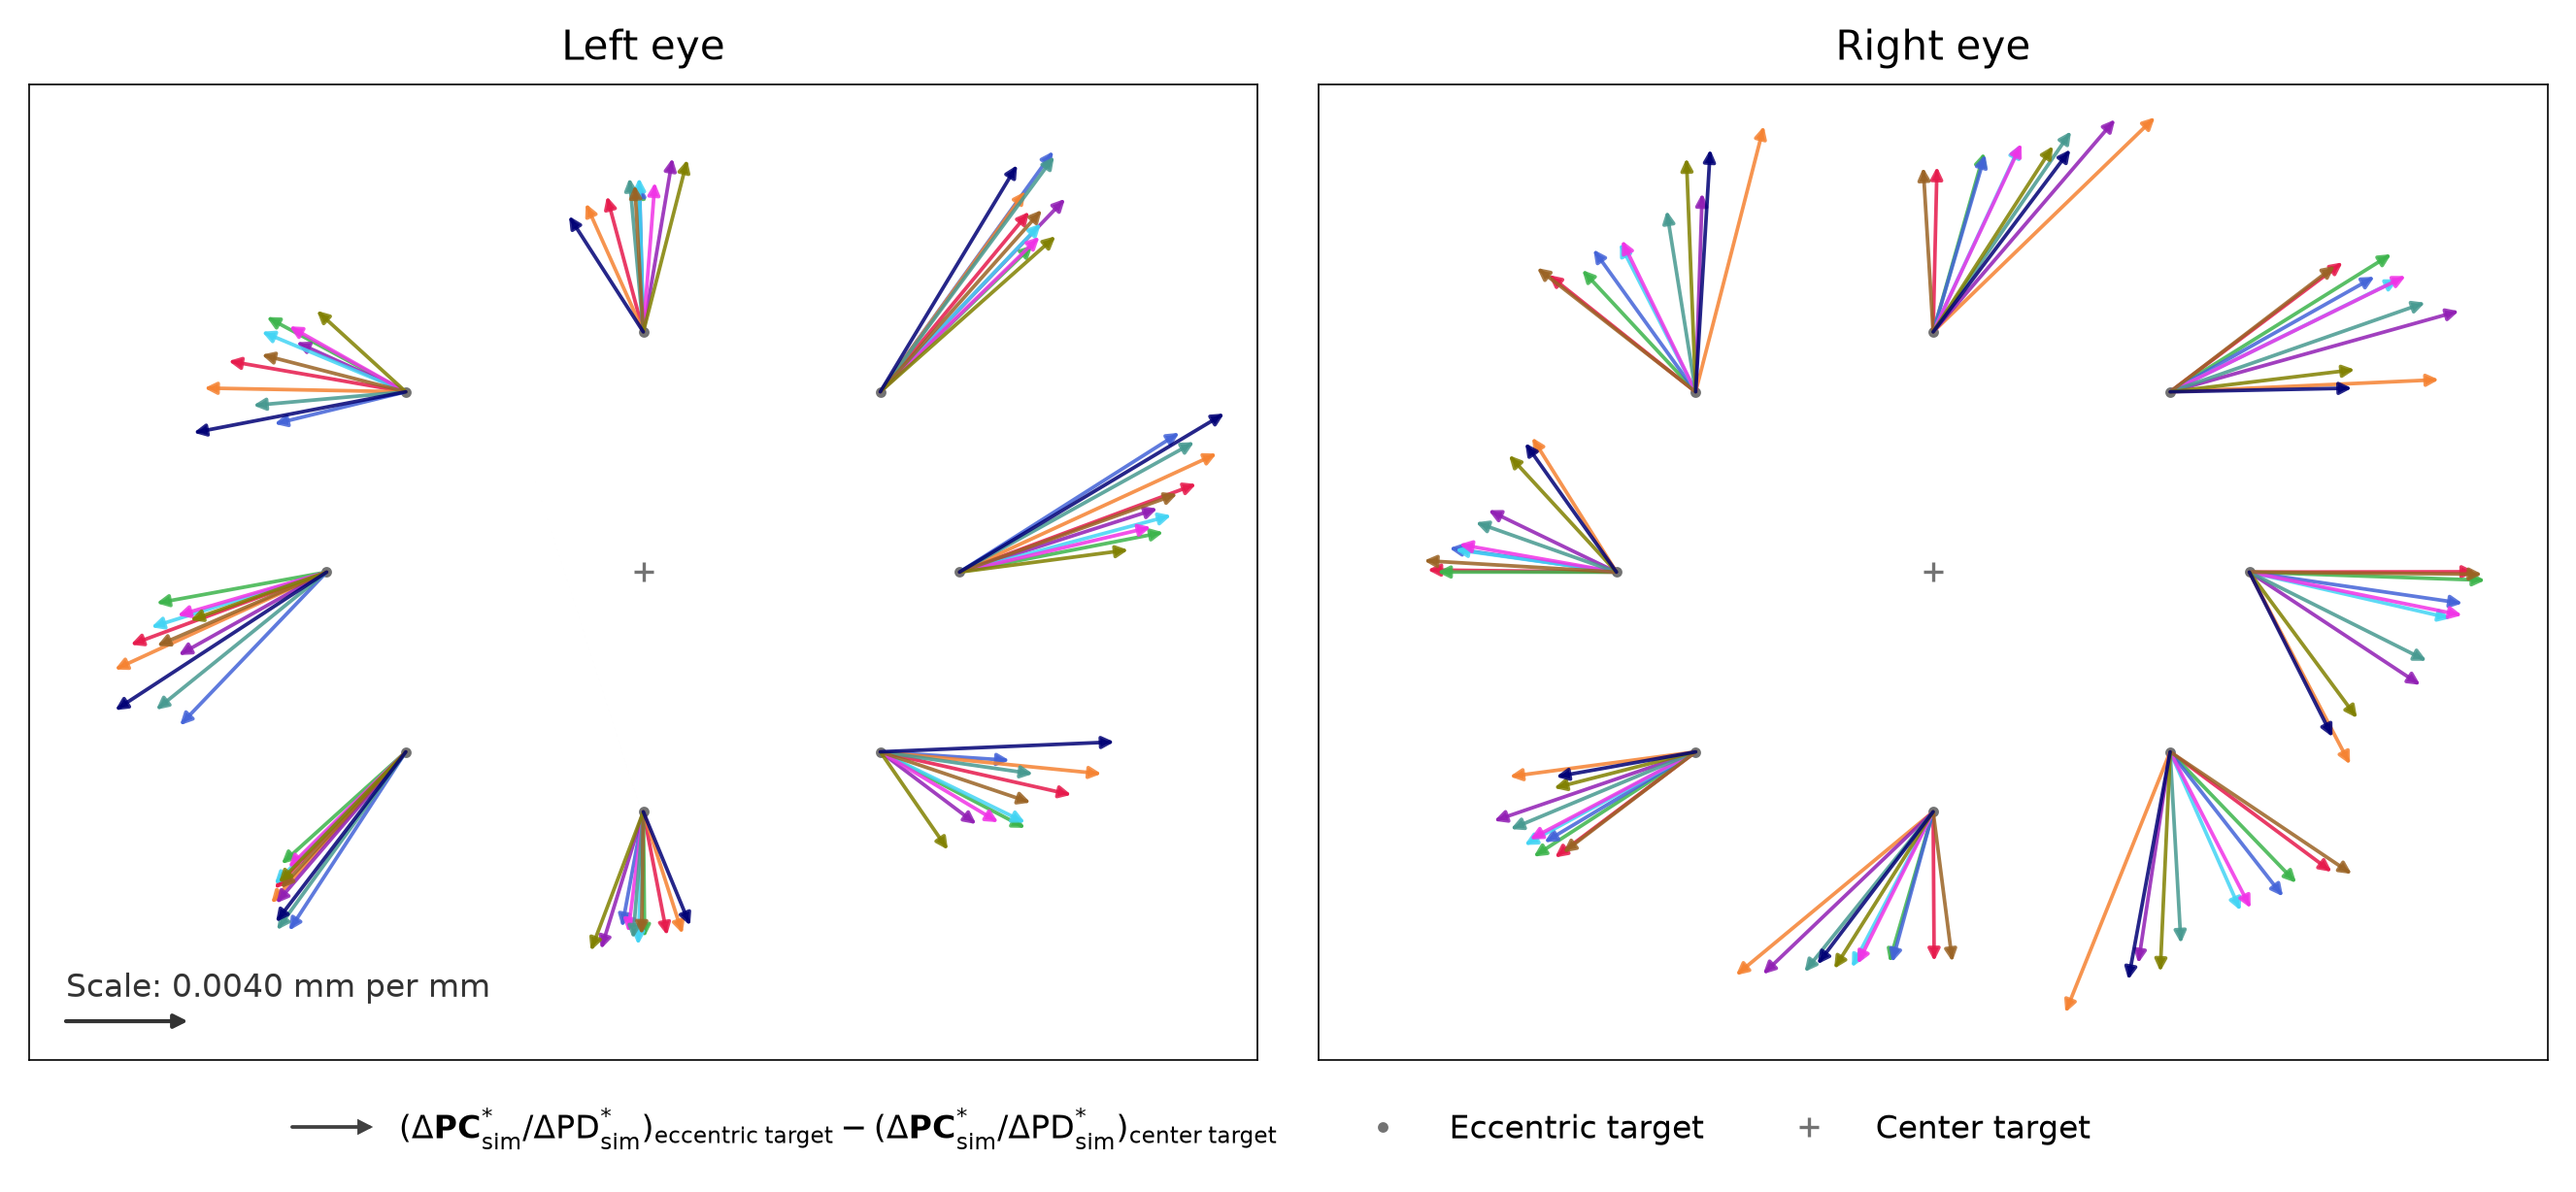 Left eye
Right eye
Scale: 0.0040 mm per mm
(Δ𝐏𝐂*sim/ΔPD*sim)eccentric target − (Δ𝐏𝐂*sim/ΔPD*sim)center target
Eccentric target
Center target